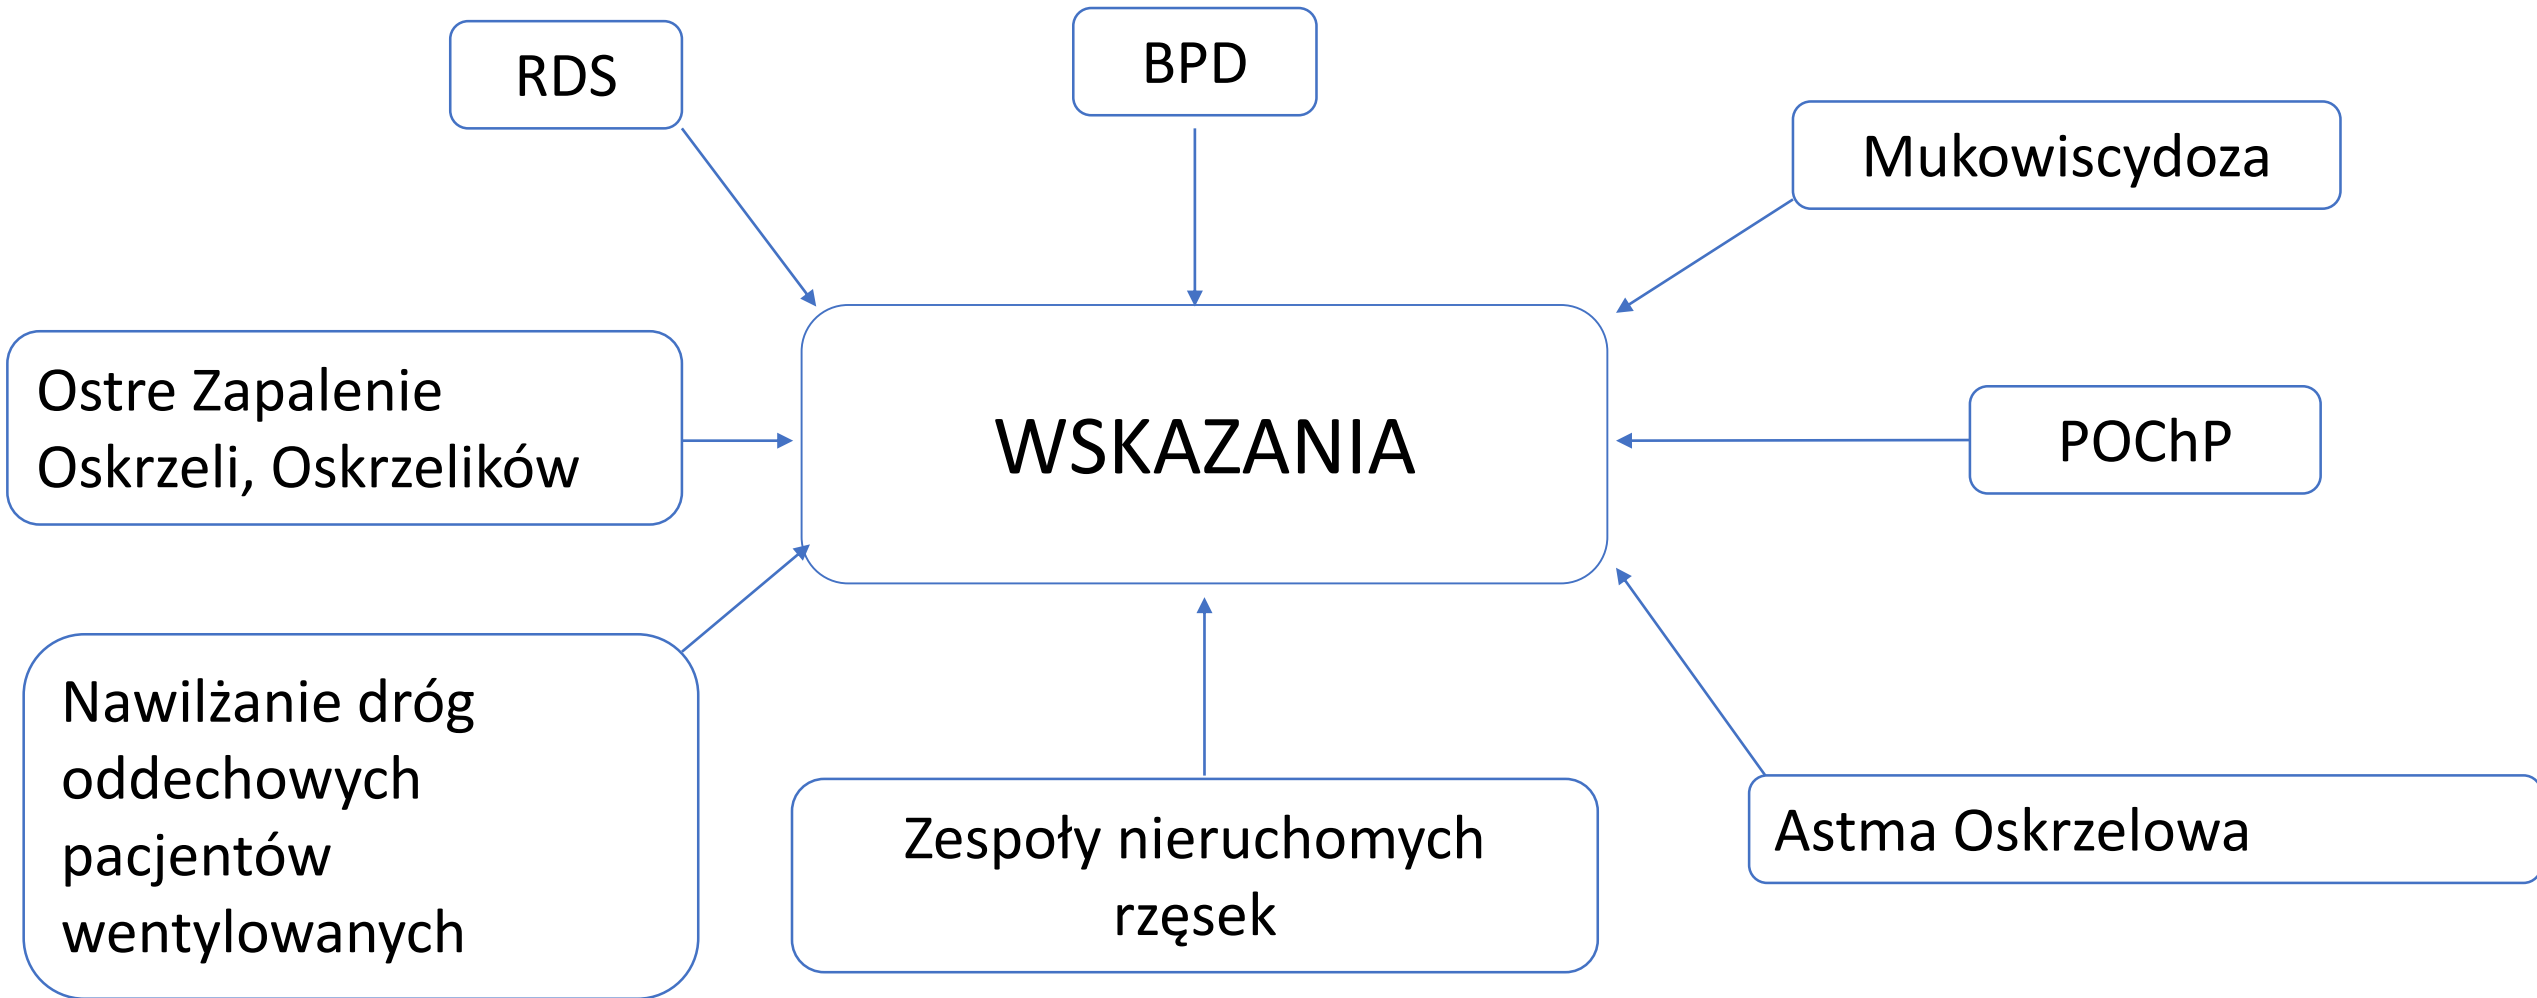 RDS
BPD
Mukowiscydoza
Ostre Zapalenie
Oskrzeli, Oskrzelików
WSKAZANIA
POChP
Nawilżanie dróg
oddechowych
pacjentów
wentylowanych
Zespoły nieruchomych
rzęsek
Astma Oskrzelowa